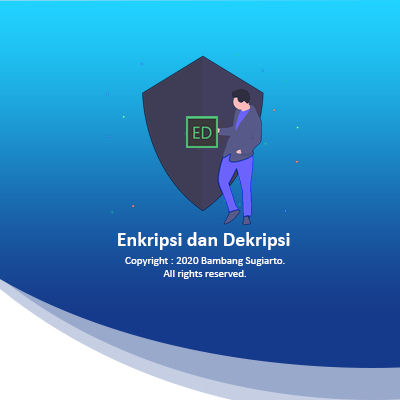 ED
Enkripsi dan Dekripsi
Copyright : 2020 Bambang Sugiarto.
All rights reserved.